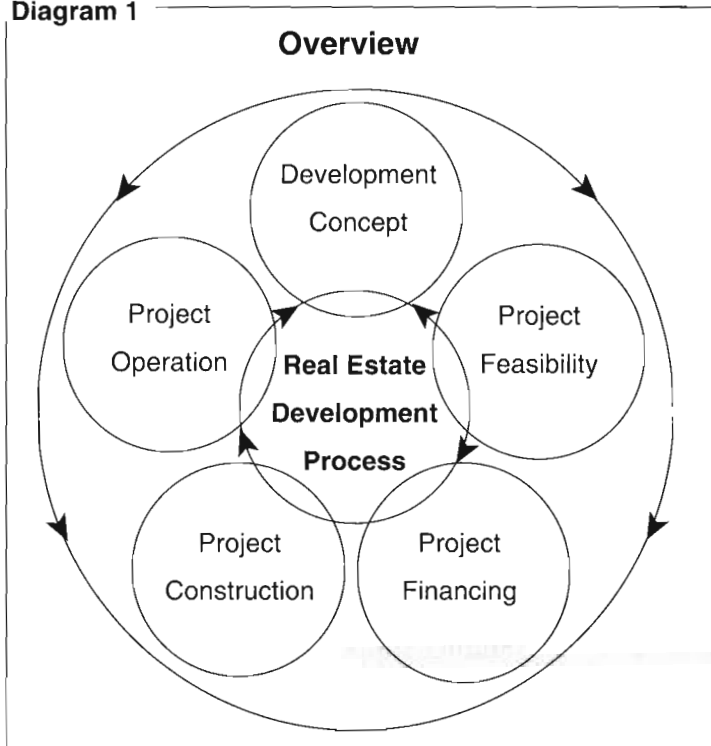 Diagram 1
Overview
Development
Concept
Project
Feasibility
Project
Financing
Project
Construction
Project
Operation
Real Estate
Development
Process